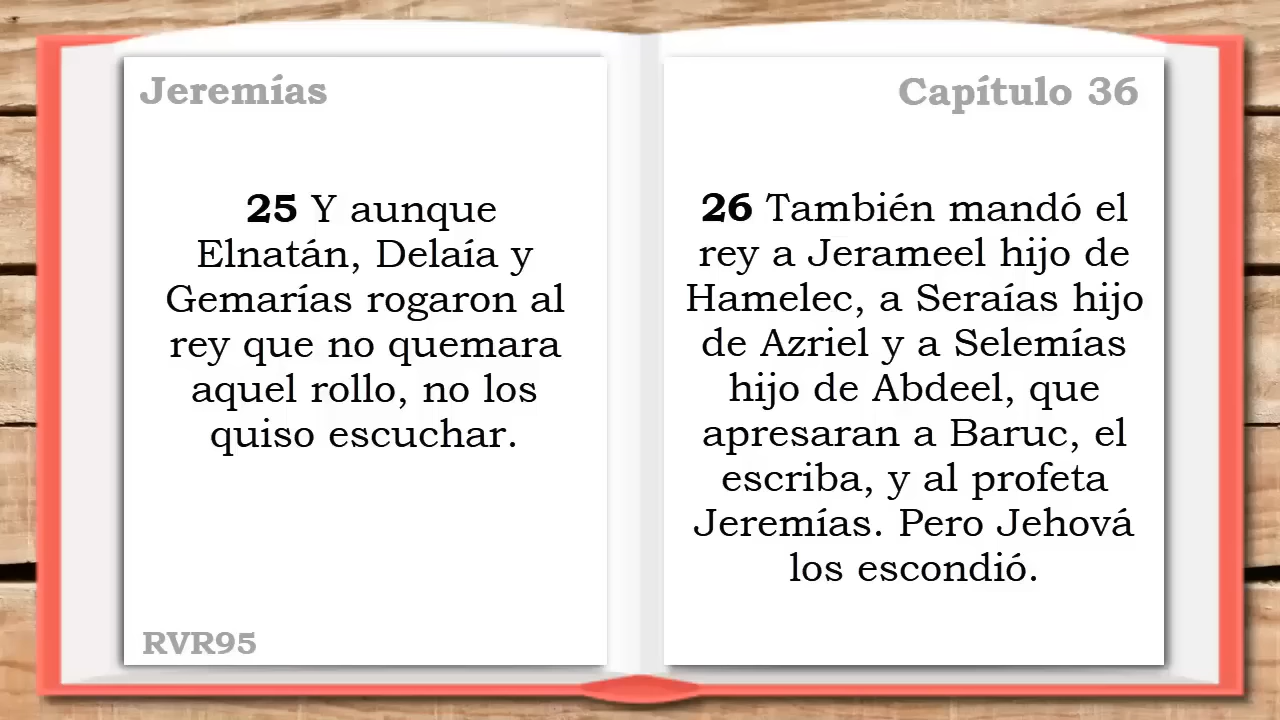 Jeremías
25 Y aunque
Elnatán, Delaía y
Gemarías rogaron al
rey que no quemara
aquel rollo, no los
quiso escuchar.
RVR95
Capítulo 36
26 También mandó el
rey a Jerameel hijo de
Hamelec, a Seraías hijo
de Azriel y a Selemías
hijo de Abdeel, que
apresaran a Baruc, el
escriba, y al profeta
Jeremías. Pero Jehová
los escondió.